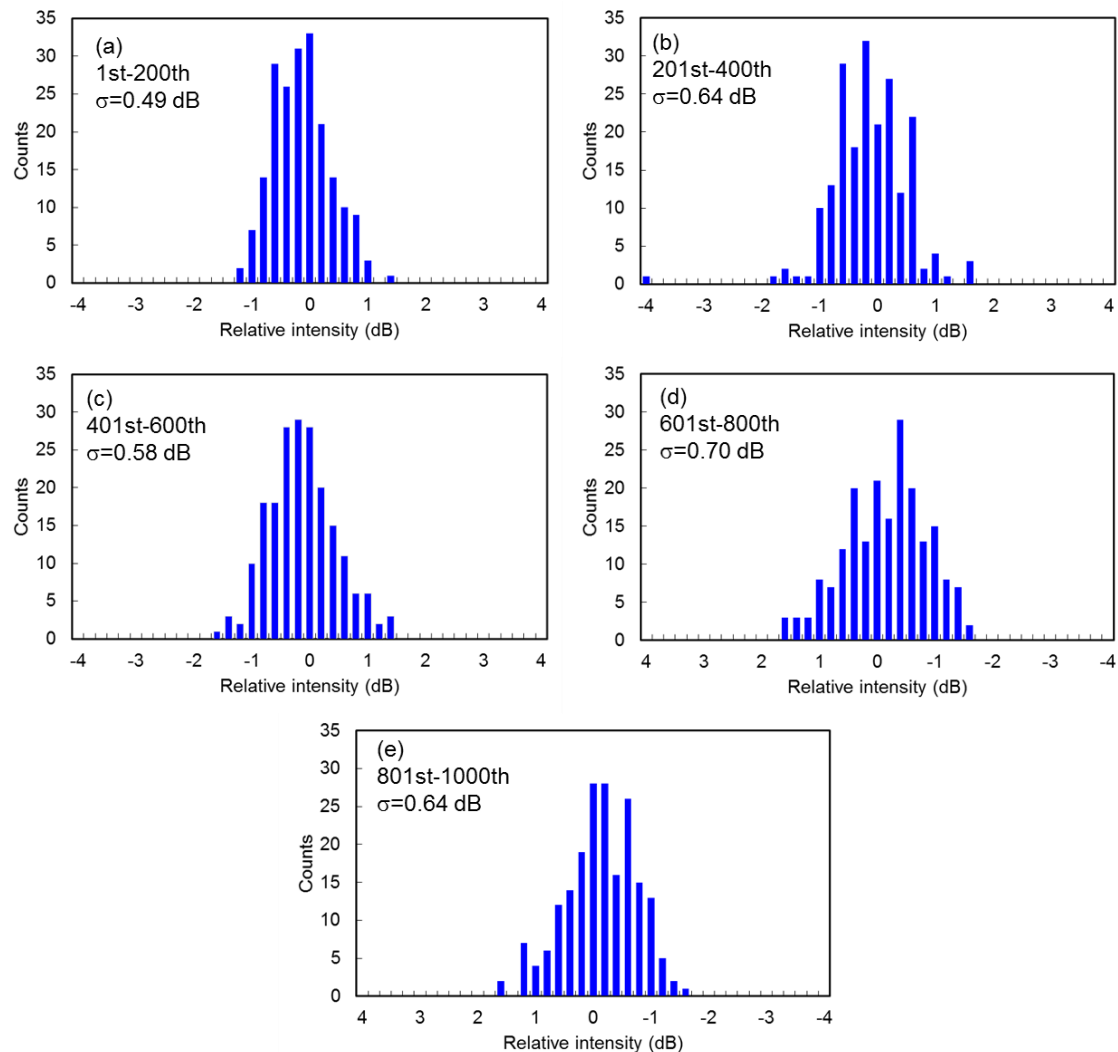 35
30
25
20
15
10
5
0
Counts
(a)
1st-200th
σ=0.49 dB
-4 -3 -2 -1 0 1 2 3 4
Relative intensity (dB)
35
30
25
20
15
10
5
0
Counts
(b)
201st-400th
σ=0.64 dB
-4 -3 -2 -1 0 1 2 3 4
Relative intensity (dB)
35
30
25
20
15
10
5
0
Counts
(c)
401st-600th
σ=0.58 dB
-4 -3 -2 -1 0 1 2 3 4
Relative intensity (dB)
35
30
25
20
15
10
5
0
Counts
(d)
601st-800th
σ=0.70 dB
4 3 2 1 0 -1 -2 -3 -4
Relative intensity (dB)
35
30
25
20
15
10
5
0
Counts
(e)
801st-1000th
σ=0.64 dB
4 3 2 1 0 -1 -2 -3 -4
Relative intensity (dB)